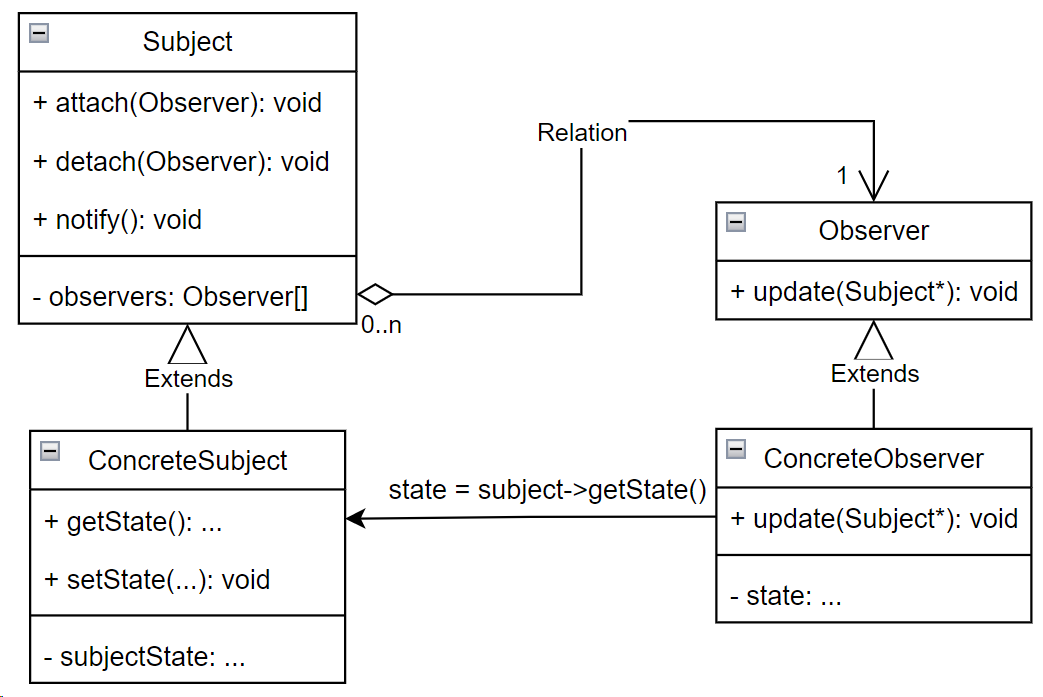 Subject
+ attach(Observer): void
+ detach(Observer): void
+ notify(): void
- observers: Observer[]
0..n
Relation
1
Observer
+ update(Subject*): void
Extends
Extends
ConcreteSubject
+ getState(): ...
+ setState(...): void
- subjectState: ...
state = subject->getState()
ConcreteObserver
+ update(Subject*): void
- state: ...